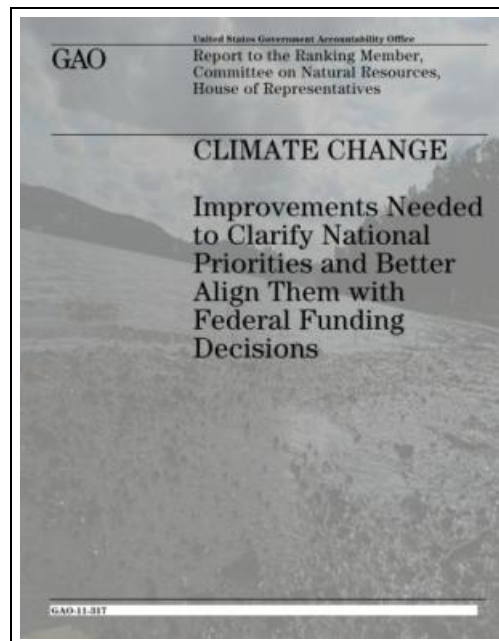 United States Government Accountability Office
GAO
Report to the Ranking Member,
Committee on Natural Resources,
House of Representatives
CLIMATE CHANGE
Improvements Needed
to Clarify National
Priorities and Better
Align Them with
Federal Funding
Decisions
GAO-11-317